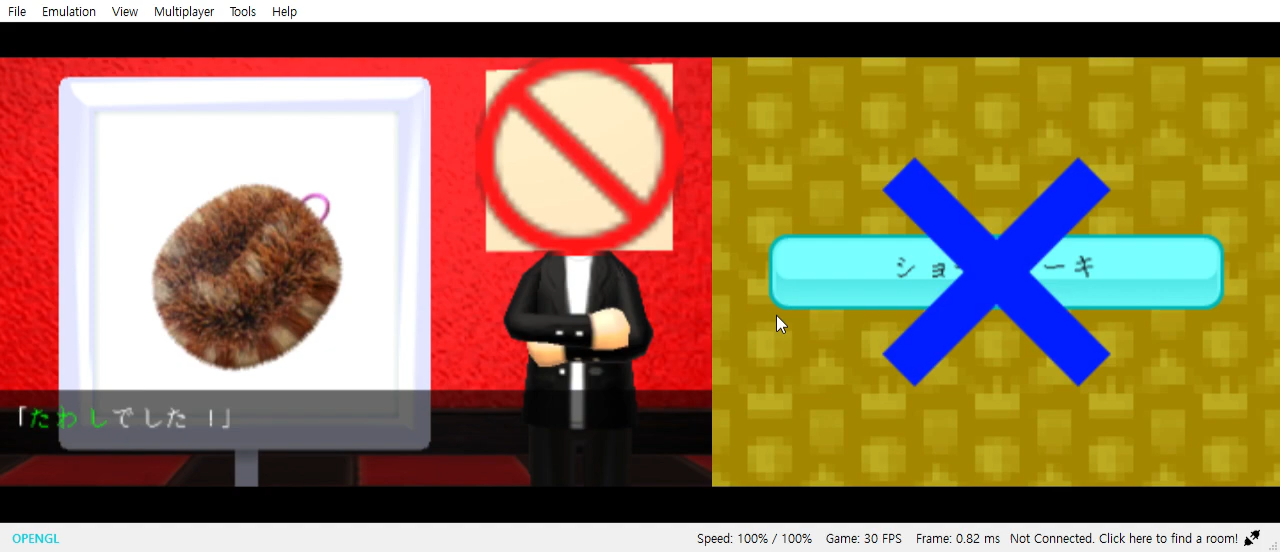 File Emulation View Multiplayer Tools Help
「たわしでした！」
ショ ーキ
OPENGL Speed: 100% / 100% Game: 30 FPS Frame: 0.82 ms Not Connected. Click here to find a room!